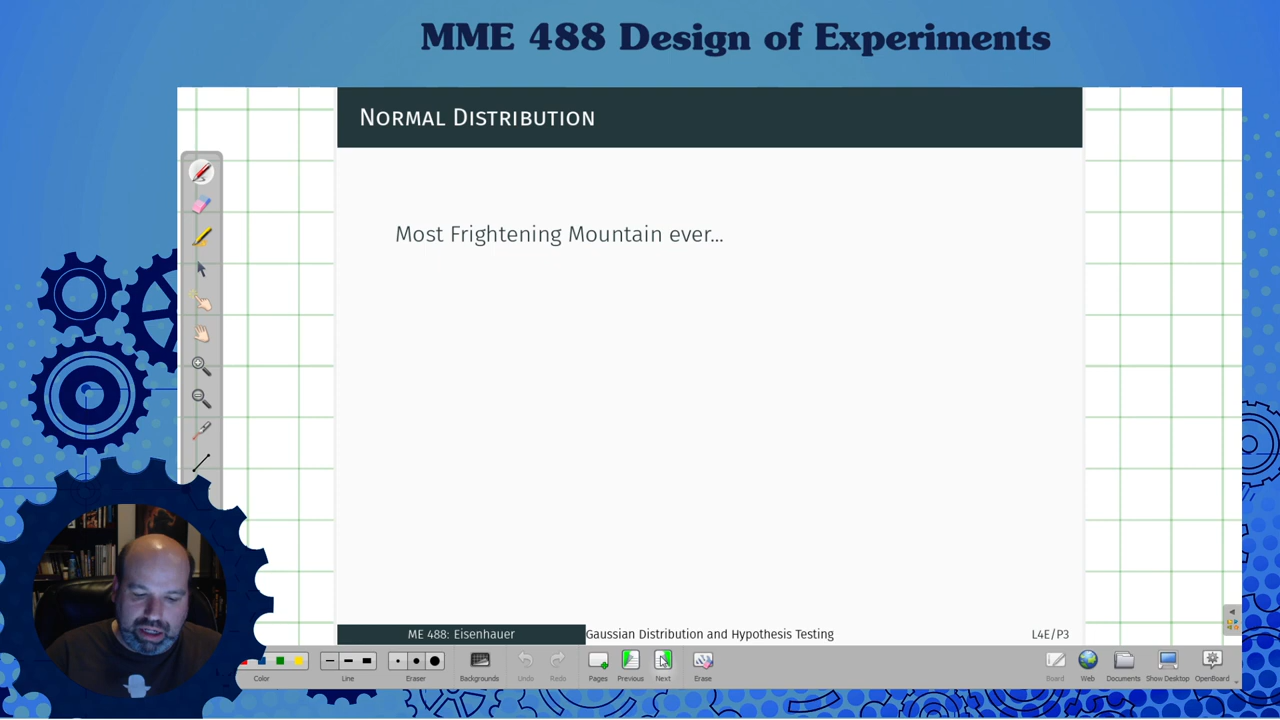 MME 488 Design of Experiments
Normal Distribution
Most Frightening Mountain ever...
ME 488: Eisenhauer
Gaussian Distribution and Hypothesis Testing
L4E/P3
Color
Line
Eraser
Backgrounds
Undo
Redo
Pages
Previous
Next
Erase
Board
Web
Documents
Show Desktop
OpenBoard